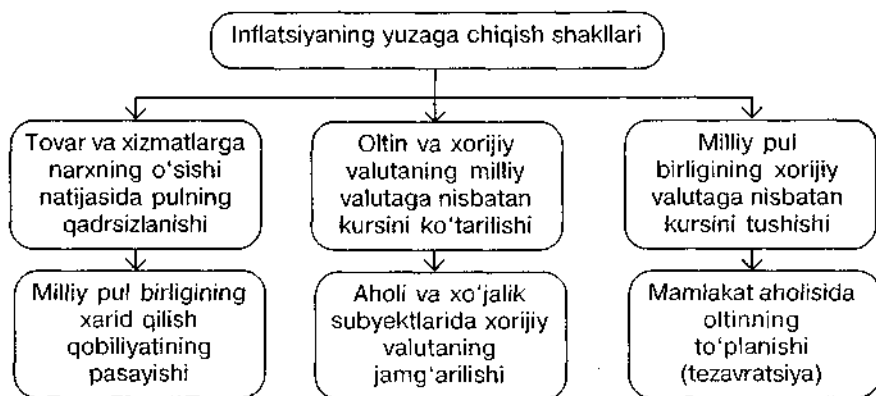 Inflatsiyaning yuzaga chiqish shakllari
Tovar va xizmatlarga
narxning o‘sishi
natijasida pulning
qadrsizlanishi
Oltin va xorijiy
valutaning milliy
valutaga nisbatan
kursini ko‘tarilishi
Milliy pul
birligining xorijiy
valutaga nisbatan
kursini tushishi
Milliy pul birligining
xarid qilish
qobiliyatining
pasayishi
Aholi va xo‘jalik
subyektlarida xorijiy
valutaning
jamg‘arilishi
Mamlakat aholisida
oltinning
to‘planishi
(tezavratsiya)